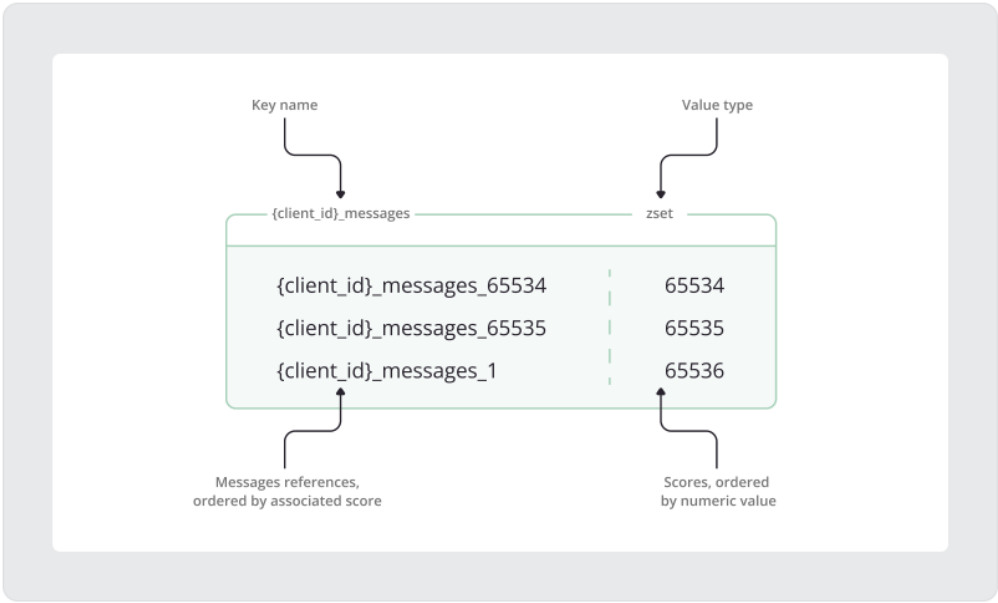 Key name
Value type
{client_id}_messages
zset
{client_id}_messages_65534
65534
{client_id}_messages_65535
65535
{client_id}_messages_1
65536
Messages references,
ordered by associated score
Scores, ordered
by numeric value